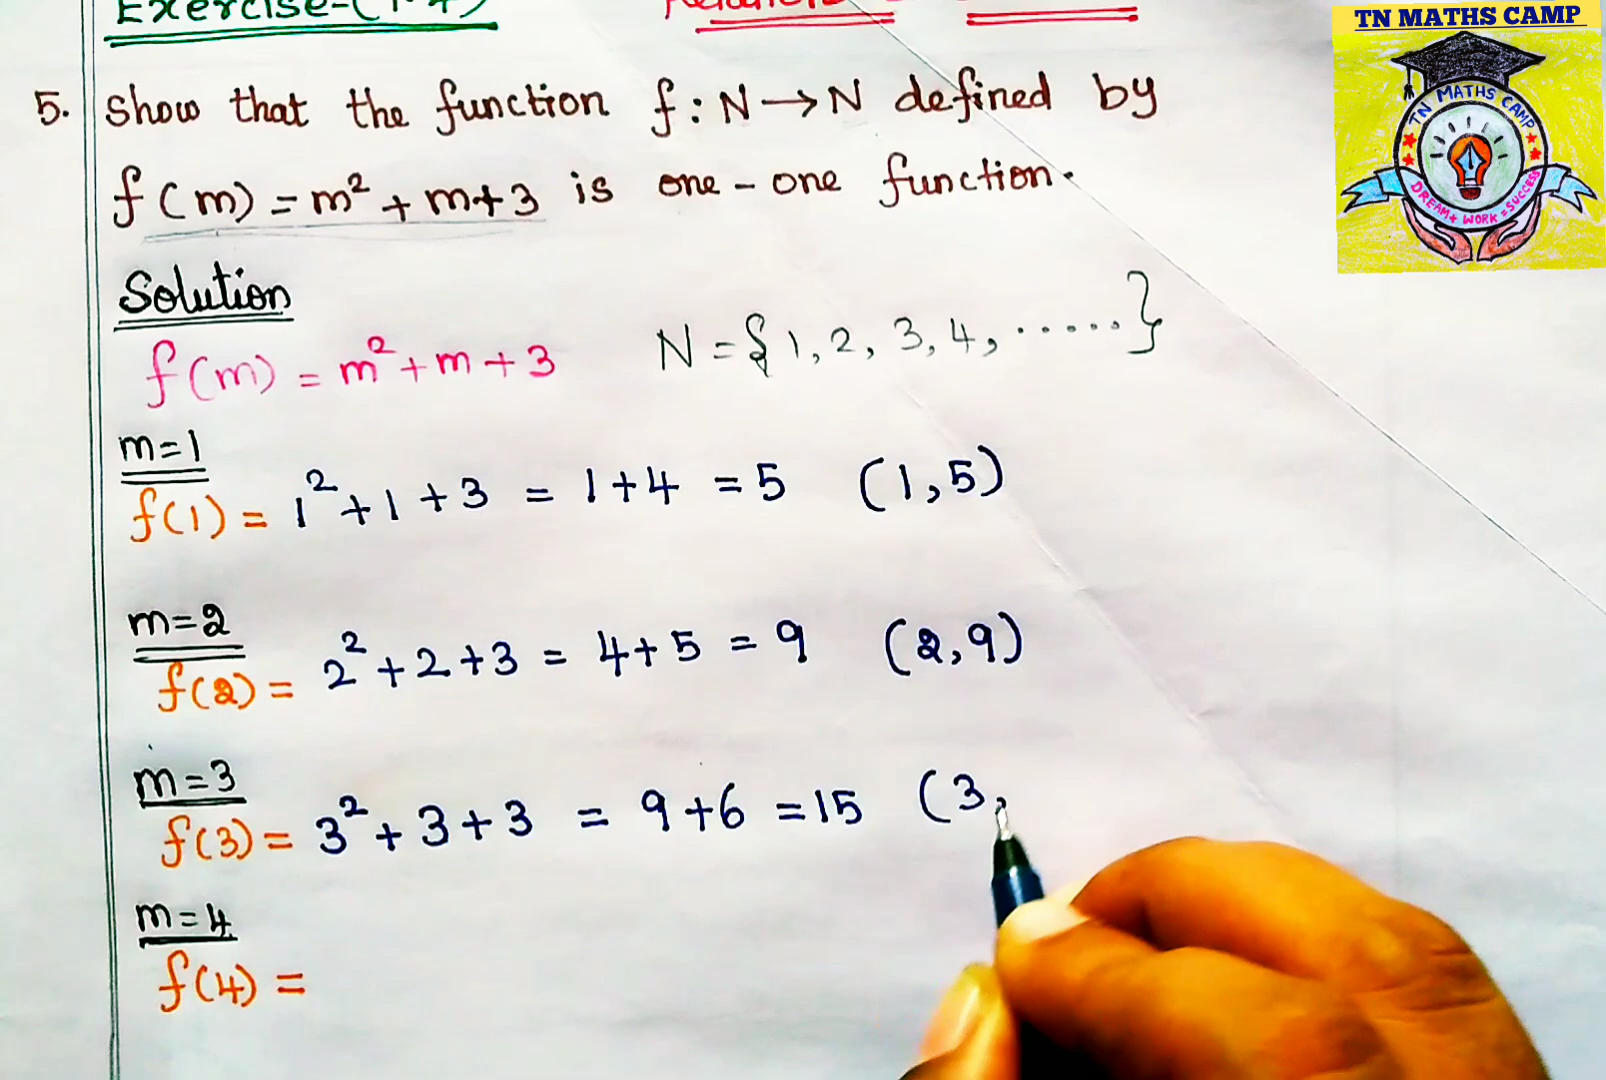 Exercise-(1.4)
TN MATHS CAMP
TN MATHS CAMP
DREAM + WORK = SUCCESS
5. Show that the function f : N → N defined by
f(m) = m² + m + 3 is one - one function.
Solution
f(m) = m² + m + 3 N = {1, 2, 3, 4, ......}
m = 1
f(1) = 1² + 1 + 3 = 1 + 4 = 5 (1, 5)
m = 2
f(2) = 2² + 2 + 3 = 4 + 5 = 9 (2, 9)
m = 3
f(3) = 3² + 3 + 3 = 9 + 6 = 15 (3,
m = 4
f(4) =